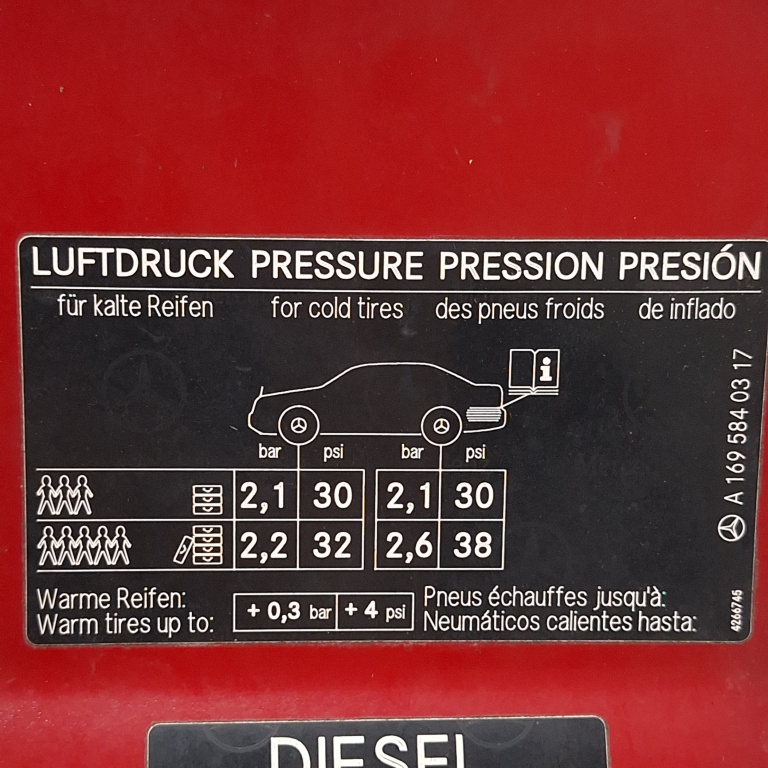 LUFTDRUCK PRESSURE PRESSION PRESIÓN
für kalte Reifen for cold tires des pneus froids de inflado
i
bar psi bar psi
2,1 30 2,1 30
2,2 32 2,6 38
Warme Reifen:
Warm tires up to:
+ 0,3 bar + 4 psi
Pneus échauffes jusqu'à:
Neumáticos calientes hasta:
A 169 584 03 17
4266745
DIESEL